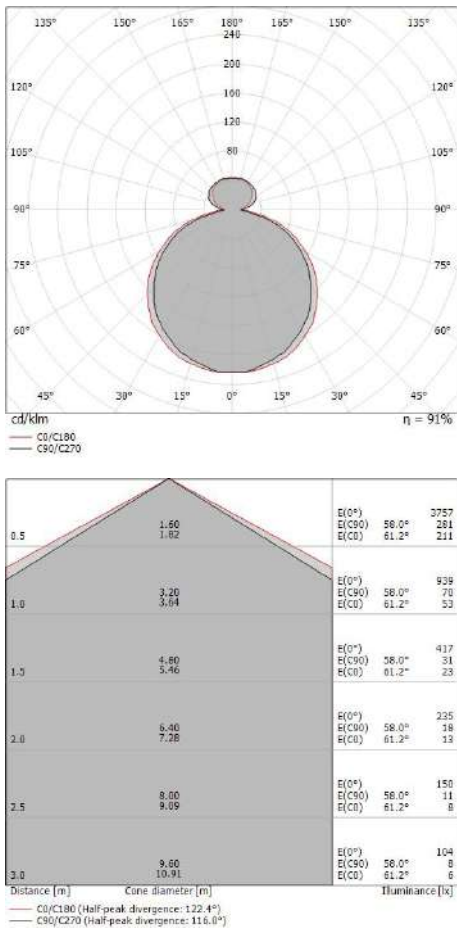 135° 150° 165° 180° 165° 150° 135°
240
200
120° 160 120°
120
105° 80 105°
90° 90°
75° 75°
60° 60°
45° 30° 15° 0° 15° 30° 45°
cd/klm η = 91%
C0/C180
C90/C270
E(0°) 3757
1.60 E(C90) 58.0° 281
0.5 1.82 E(C0) 61.2° 211
E(0°) 939
3.20 E(C90) 58.0° 70
1.0 3.64 E(C0) 61.2° 53
E(0°) 417
4.80 E(C90) 58.0° 31
1.5 5.46 E(C0) 61.2° 23
E(0°) 235
6.40 E(C90) 58.0° 18
2.0 7.28 E(C0) 61.2° 13
E(0°) 150
8.00 E(C90) 58.0° 11
2.5 9.09 E(C0) 61.2° 8
E(0°) 104
9.60 E(C90) 58.0° 8
3.0 10.91 E(C0) 61.2° 6
Distance [m] Cone diameter [m] Illuminance [lx]
C0/C180 (Half-peak divergence: 122.4°)
C90/C270 (Half-peak divergence: 116.0°)